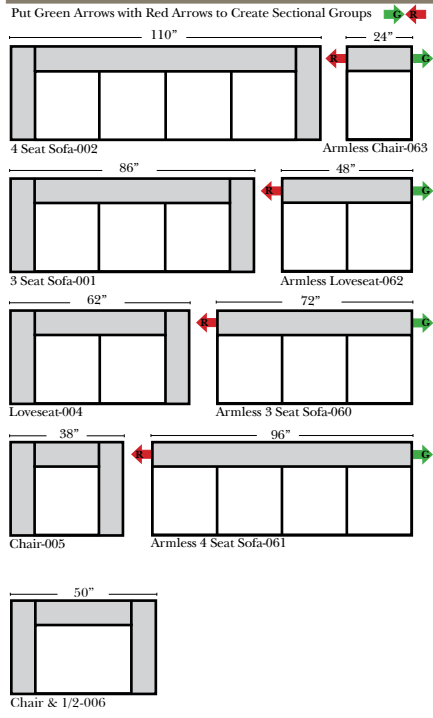 Put Green Arrows with Red Arrows to Create Sectional Groups G R
110” 24”
R G
4 Seat Sofa-002 Armless Chair-063
86” 48”
R G
3 Seat Sofa-001 Armless Loveseat-062
62” 72”
R G
Loveseat-004 Armless 3 Seat Sofa-060
38” 96”
R G
Chair-005 Armless 4 Seat Sofa-061
50”
Chair & 1/2-006